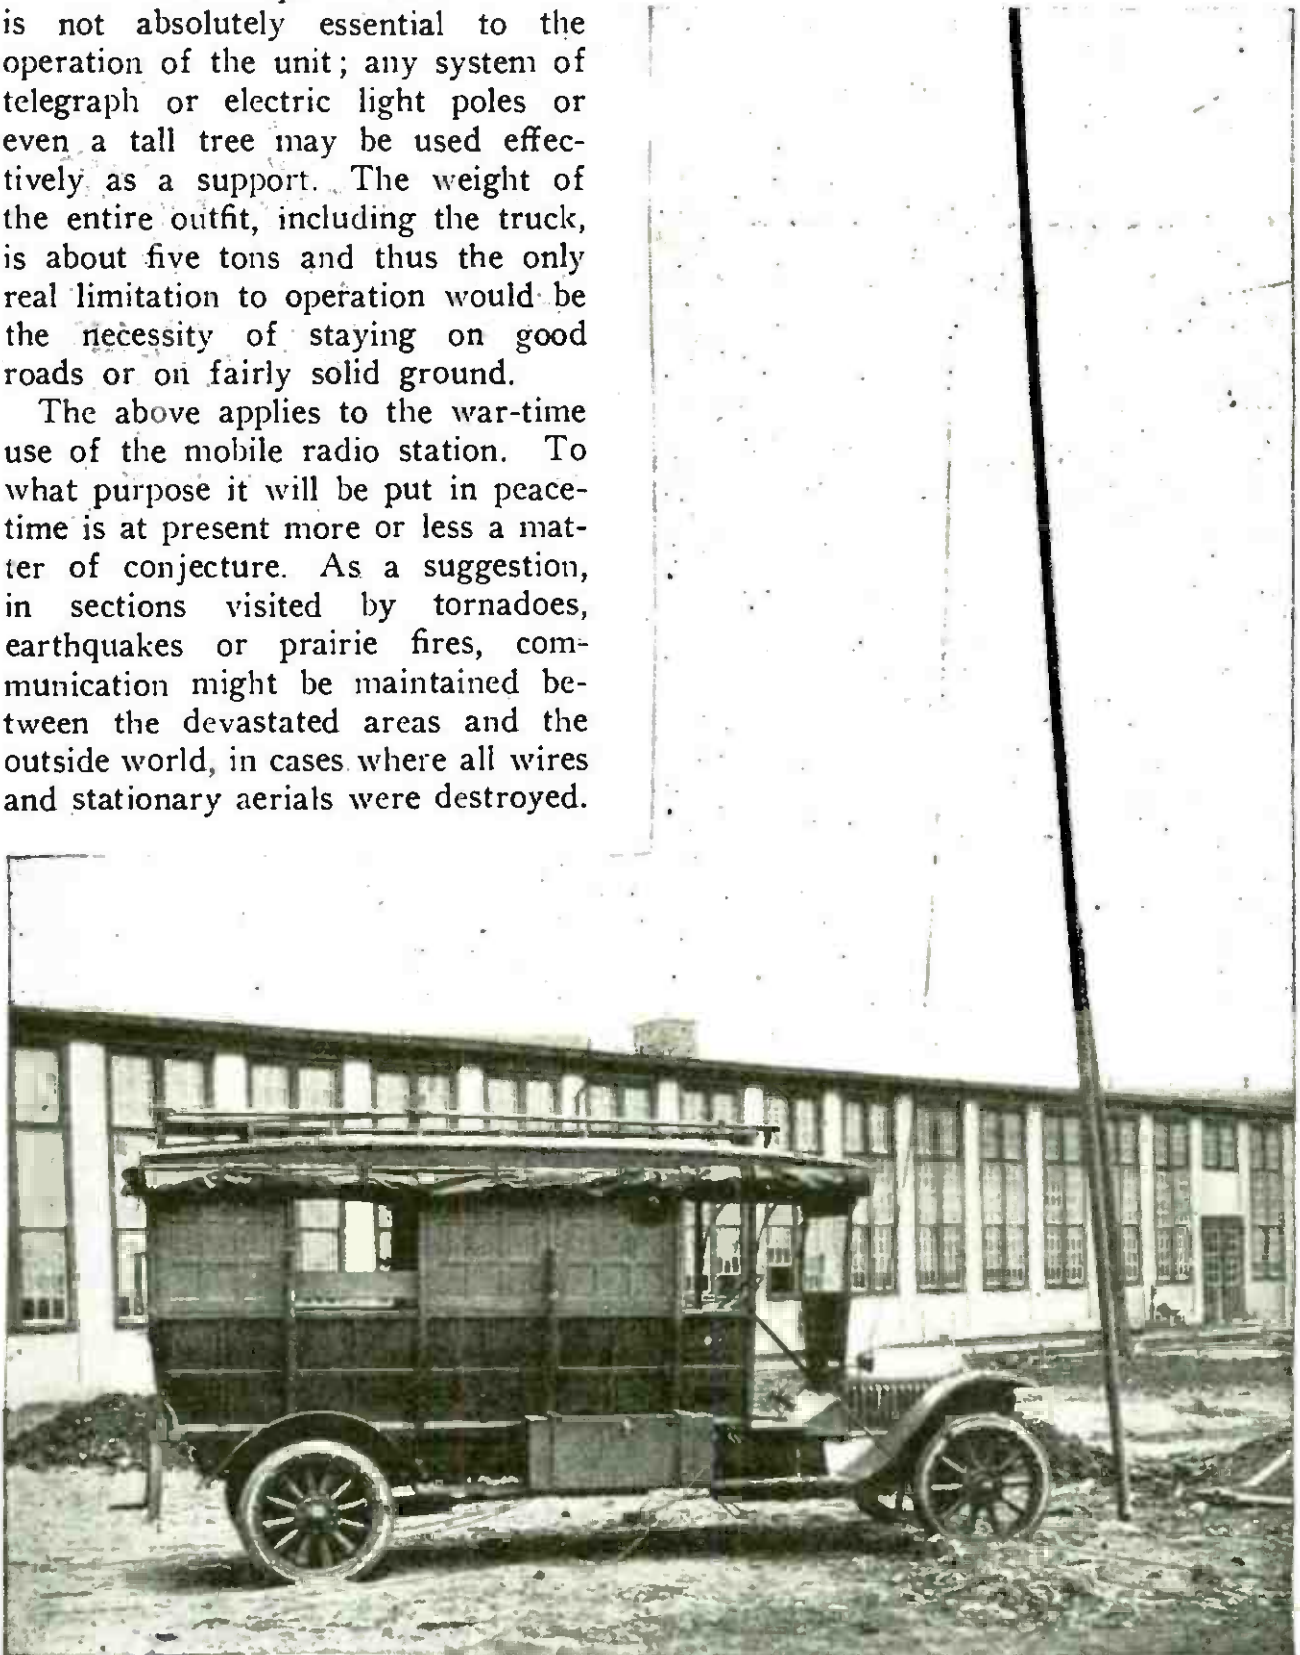 is not absolutely essential to the
operation of the unit; any system of
telegraph or electric light poles or
even a tall tree may be used effec-
tively as a support. The weight of
the entire outfit, including the truck,
is about five tons and thus the only
real limitation to operation would be
the necessity of staying on good
roads or on fairly solid ground.
The above applies to the war-time
use of the mobile radio station. To
what purpose it will be put in peace-
time is at present more or less a mat-
ter of conjecture. As a suggestion,
in sections visited by tornadoes,
earthquakes or prairie fires, com-
munication might be maintained be-
tween the devastated areas and the
outside world, in cases where all wires
and stationary aerials were destroyed.